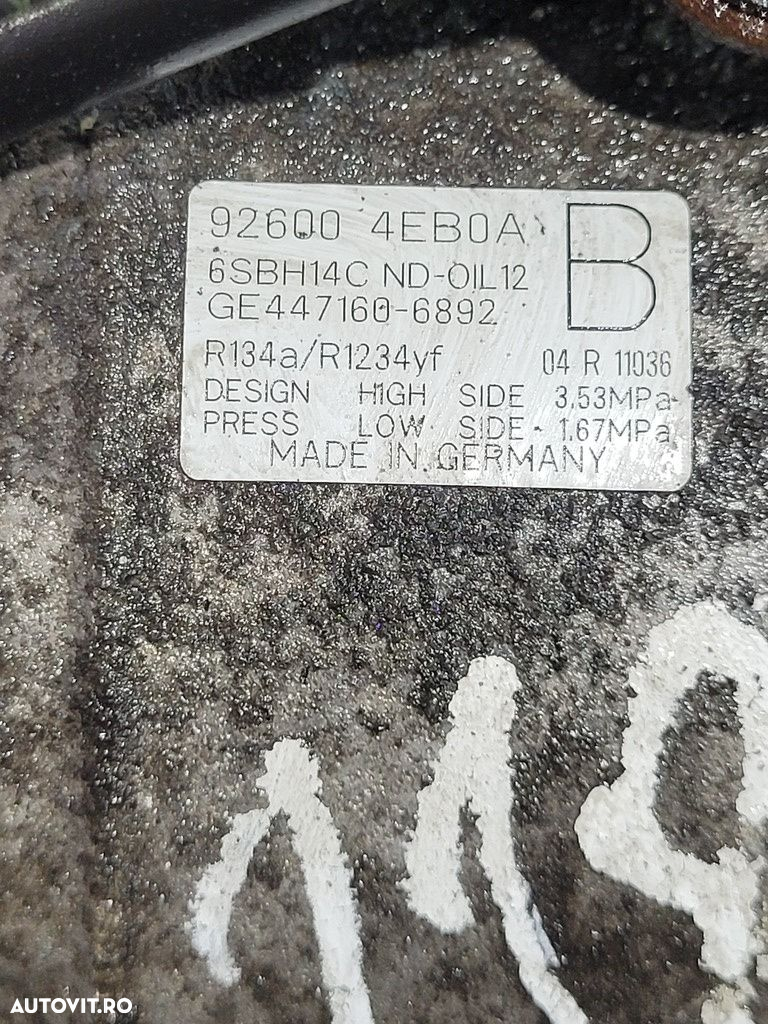 92600 4EB0A B
6SBH14C ND-OIL12
GE447160-6892
R134a/R1234yf 04 R 11036
DESIGN HIGH SIDE 3.53MPa
PRESS LOW SIDE 1.67MPa
MADE IN GERMANY
119
AUTOVIT.RO